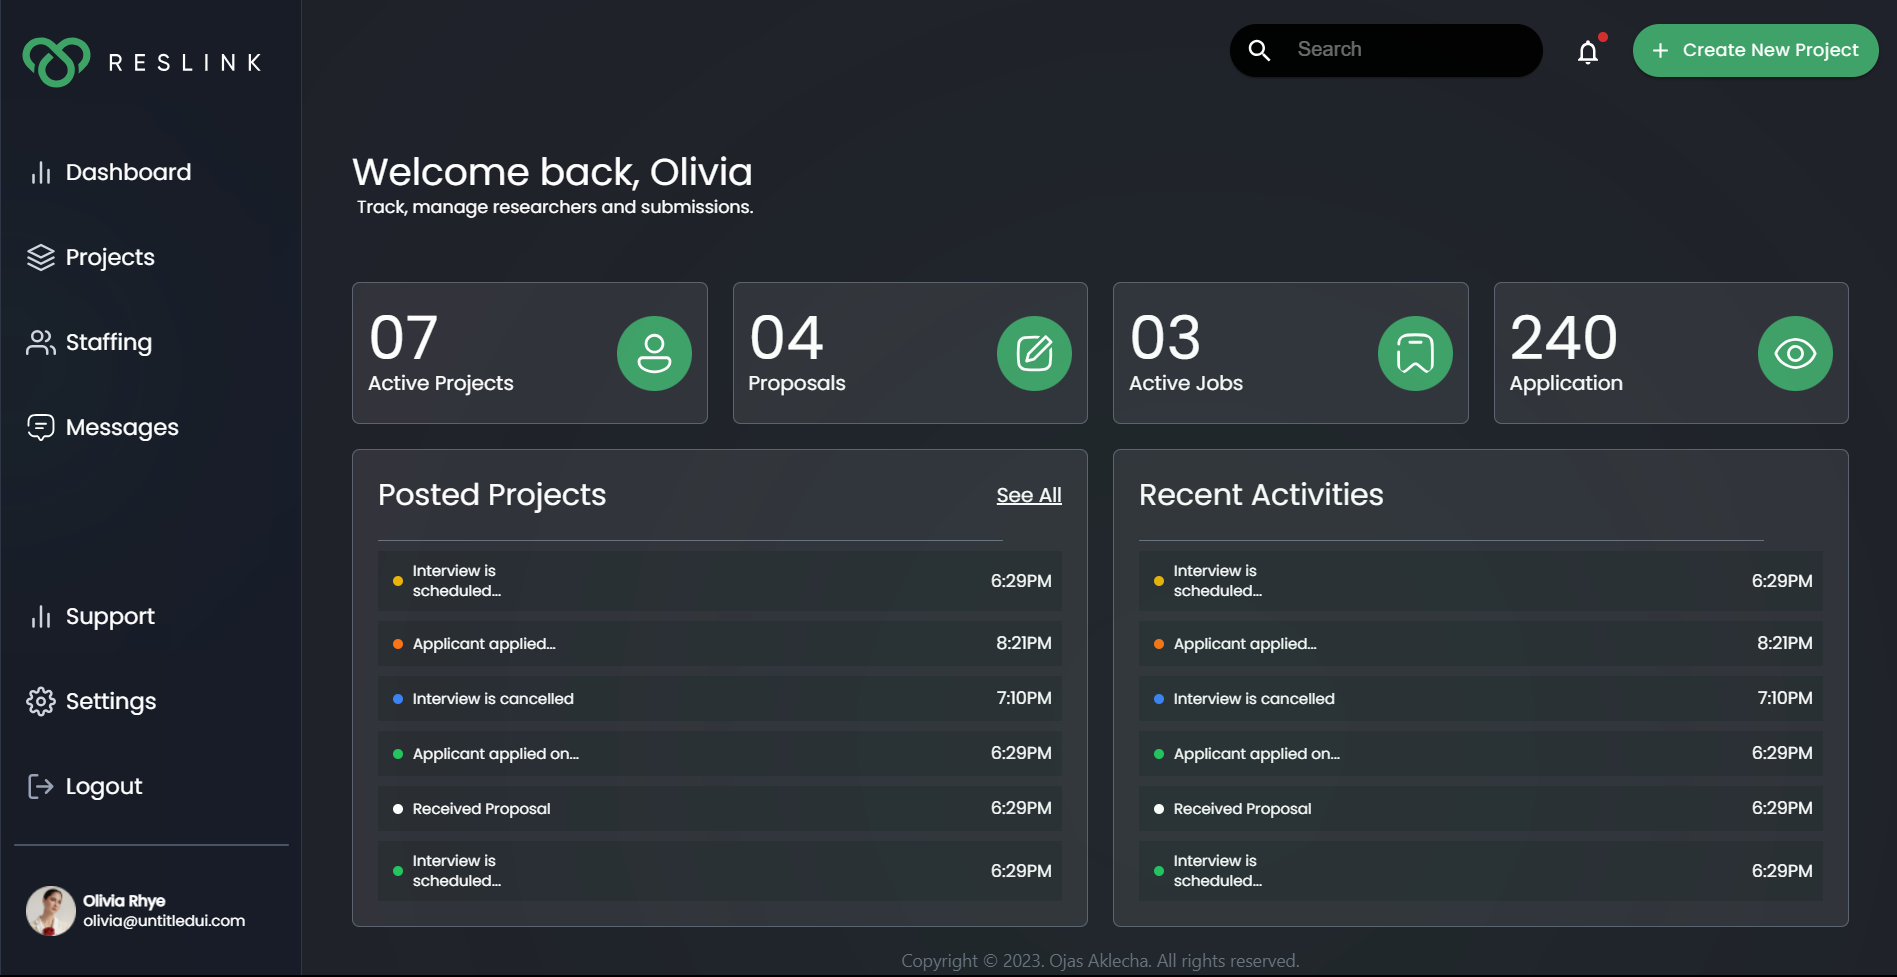 RESLINK
Search
Create New Project
Dashboard
Projects
Staffing
Messages
Support
Settings
Logout
Olivia Rhye
olivia@untitledui.com
Welcome back, Olivia
Track, manage researchers and submissions.
07
Active Projects
04
Proposals
03
Active Jobs
240
Application
Posted Projects
See All
Interview is
scheduled...
6:29PM
Applicant applied...
8:21PM
Interview is cancelled
7:10PM
Applicant applied on...
6:29PM
Received Proposal
6:29PM
Interview is
scheduled...
6:29PM
Recent Activities
Interview is
scheduled...
6:29PM
Applicant applied...
8:21PM
Interview is cancelled
7:10PM
Applicant applied on...
6:29PM
Received Proposal
6:29PM
Interview is
scheduled...
6:29PM
Copyright © 2023. Ojas Aklecha. All rights reserved.